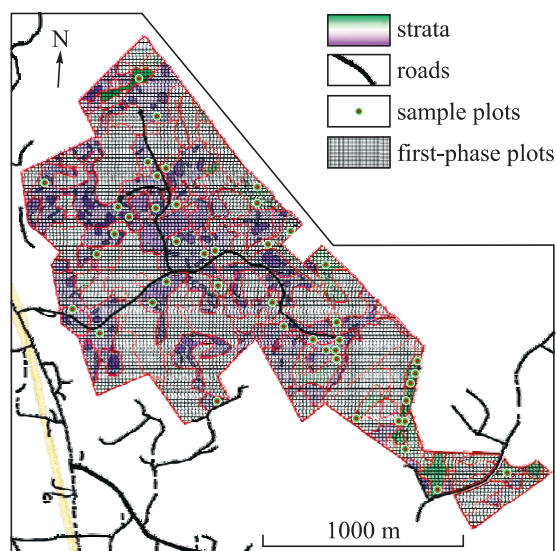 N
strata
roads
sample plots
first-phase plots
1000 m